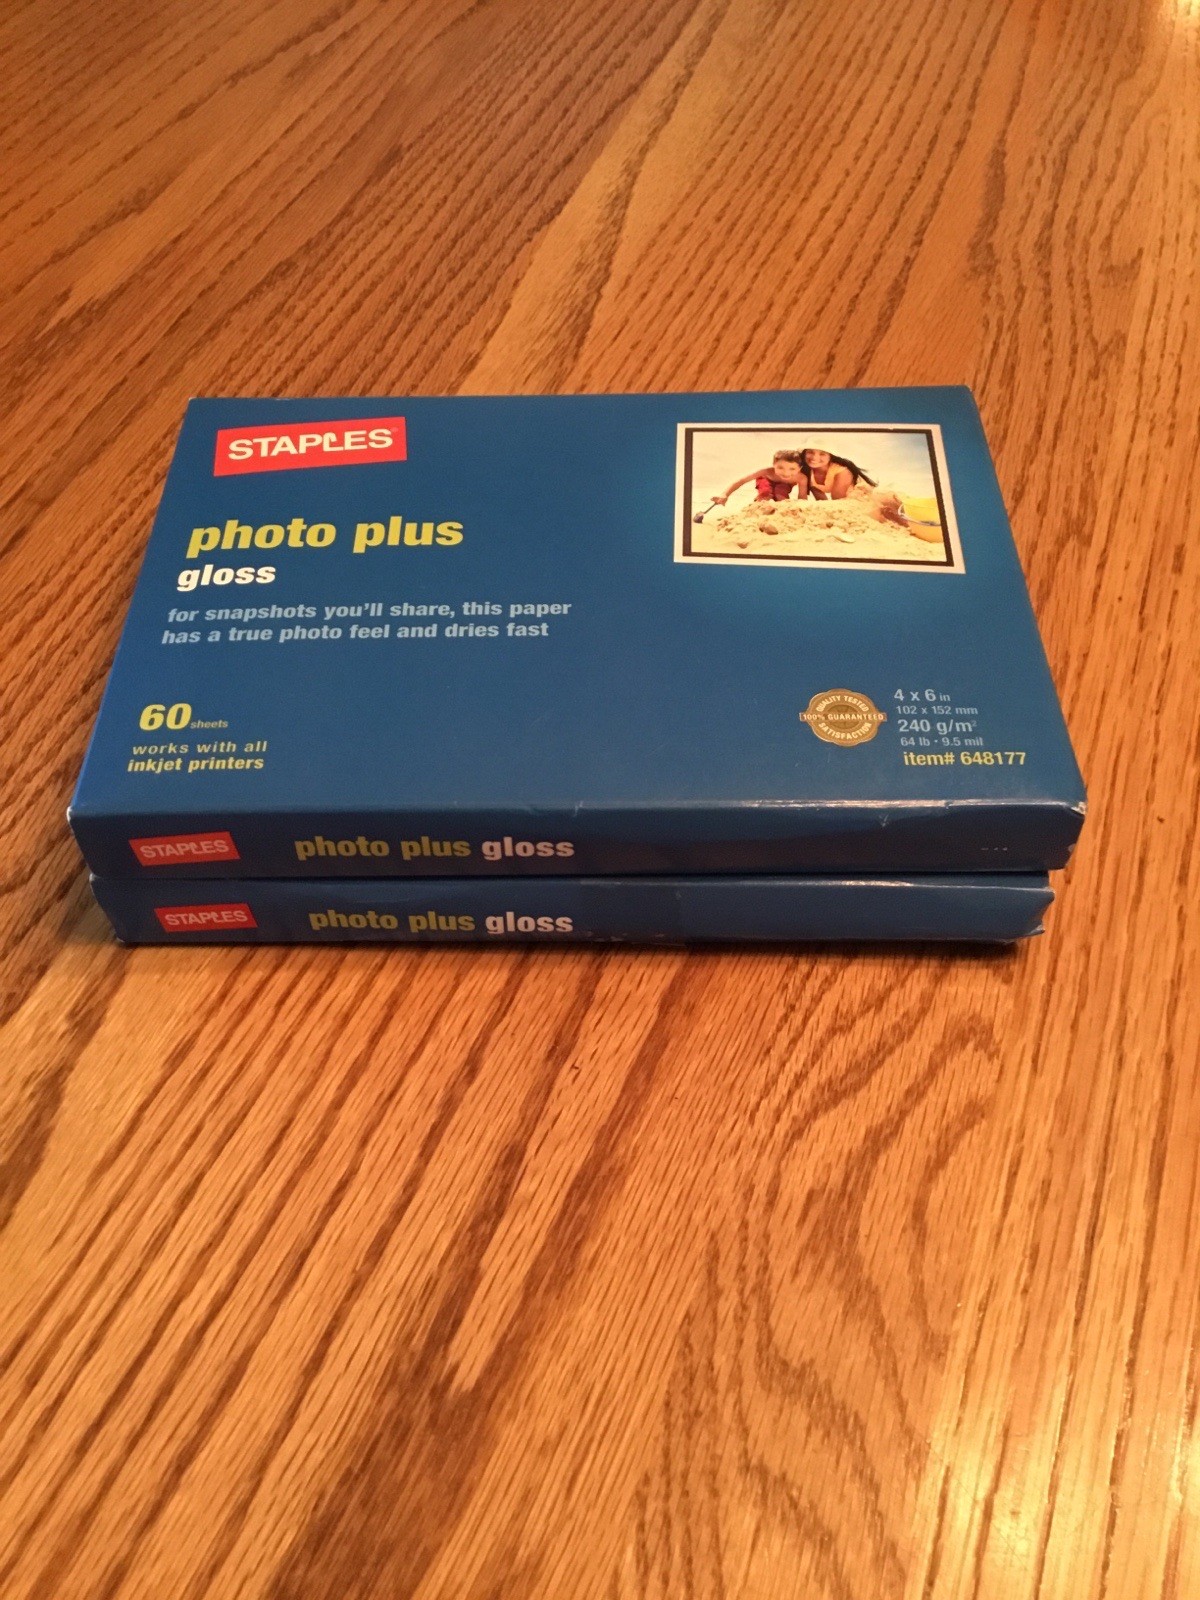 STAPLES
photo plus
gloss
for snapshots you'll share, this paper
has a true photo feel and dries fast
60 sheets
works with all
inkjet printers
QUALITY TESTED
100% GUARANTEED
SATISFACTION
4 x 6 in
102 x 152 mm
240 g/m²
64 lb • 9.5 mil
item# 648177
STAPLES photo plus gloss
STAPLES photo plus gloss